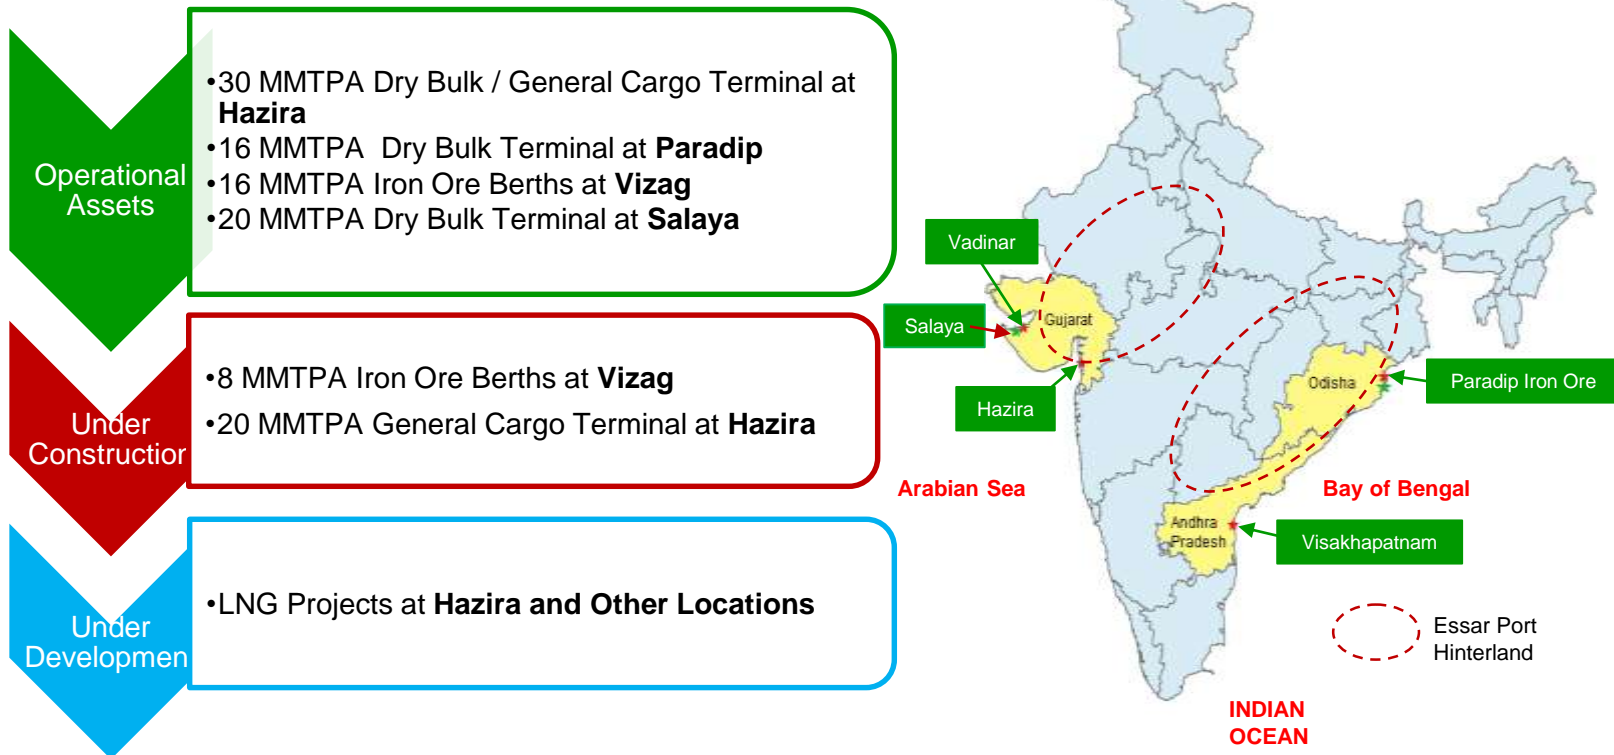 Operational
Assets
•30 MMTPA Dry Bulk / General Cargo Terminal at
Hazira
•16 MMTPA  Dry Bulk Terminal at Paradip
•16 MMTPA Iron Ore Berths at Vizag
•20 MMTPA Dry Bulk Terminal at Salaya
Under
Construction
•8 MMTPA Iron Ore Berths at Vizag
•20 MMTPA General Cargo Terminal at Hazira
Under
Developmen
•LNG Projects at Hazira and Other Locations
Vadinar
Salaya
Gujarat
Hazira
Odisha
Paradip Iron Ore
Arabian Sea
Bay of Bengal
Andhra
Pradesh
Visakhapatnam
Essar Port
Hinterland
INDIAN
OCEAN